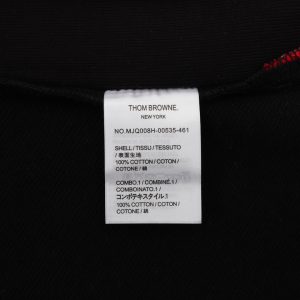 THOM BROWNE.
NEW YORK
NO.MJQ008H-00535-461
SHELL / TISSU / TESSUTO
/ 表面生地
100% COTTON / COTON /
COTONE / 綿
COMBO.1 / COMBINÉ.1 /
COMBOINATO.1 /
コンボテキスタイル.1
100% COTTON / COTON /
COTONE / 綿